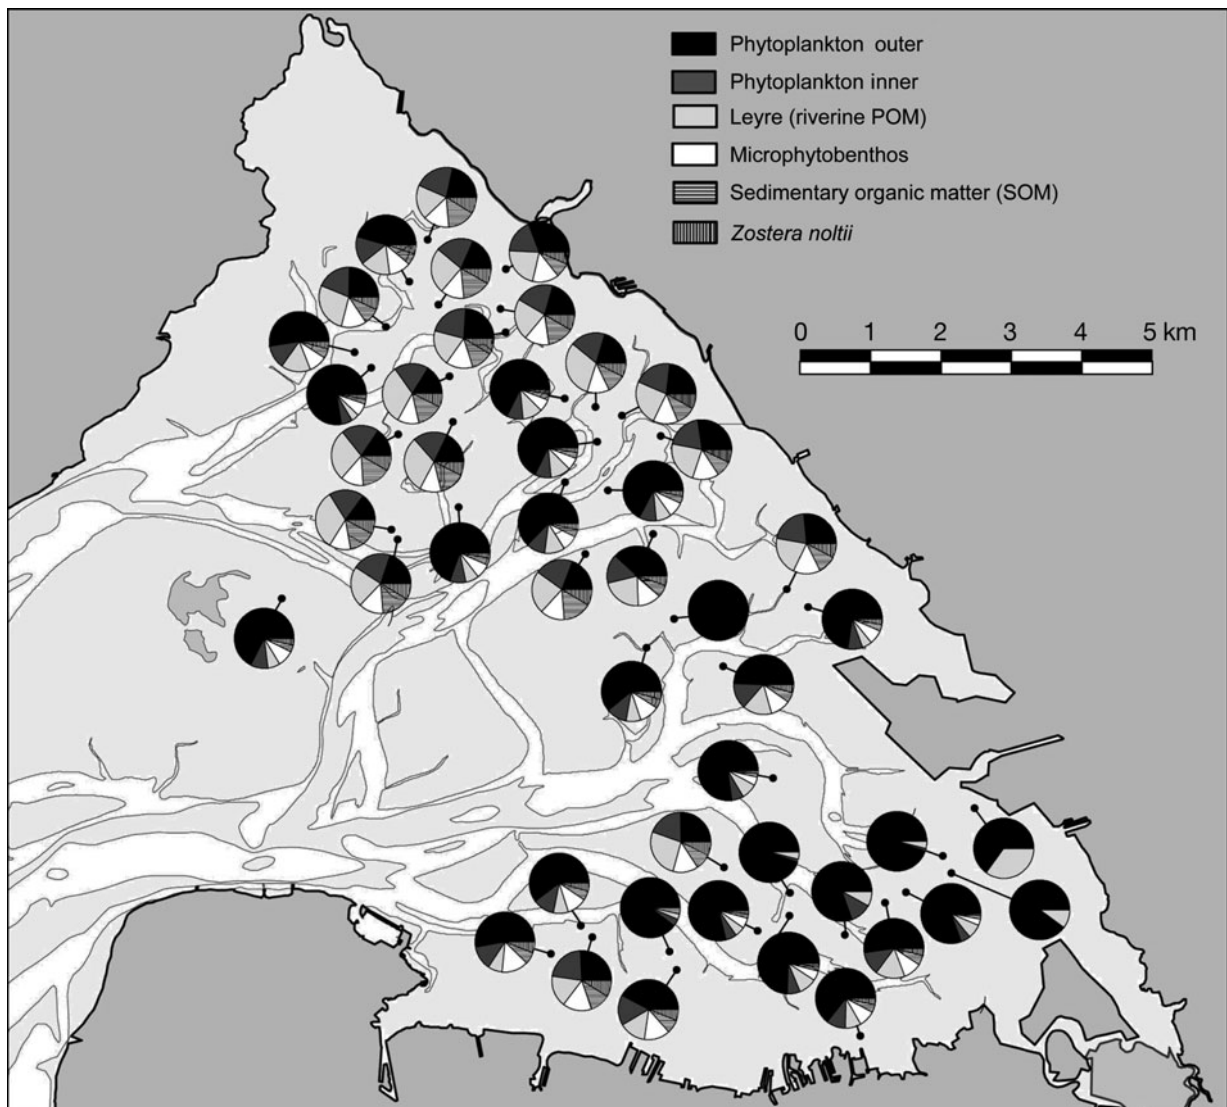 Phytoplankton outer
Phytoplankton inner
Leyre (riverine POM)
Microphytobenthos
Sedimentary organic matter (SOM)
Zostera noltii
0 1 2 3 4 5 km